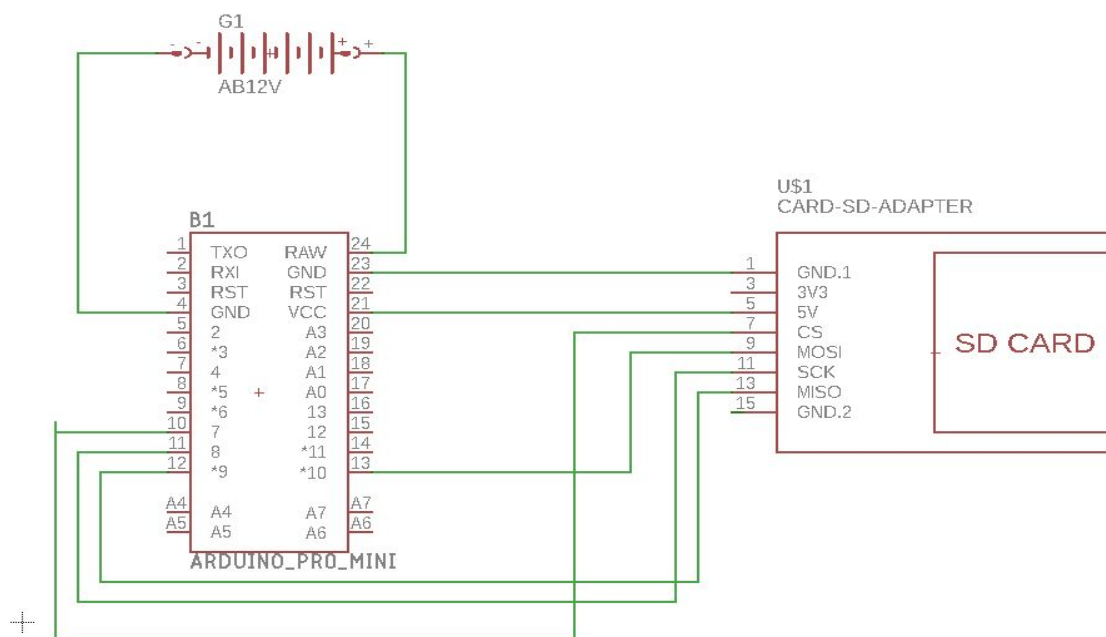 G1
- - + +
AB12V
U$1
CARD-SD-ADAPTER
B1
1 TXO RAW 24
2 RXI GND 23
3 RST RST 22
4 GND VCC 21
5 2 A3 20
6 *3 A2 19
7 4 A1 18
8 *5 A0 17
9 *6 13 16
10 7 12 15
11 8 *11 14
12 *9 *10 13
A4 A4 A7 A7
A5 A5 A6 A6
ARDUINO_PRO_MINI
1 GND.1
3 3V3
5 5V
7 CS
9 MOSI
11 SCK
13 MISO
15 GND.2
SD CARD